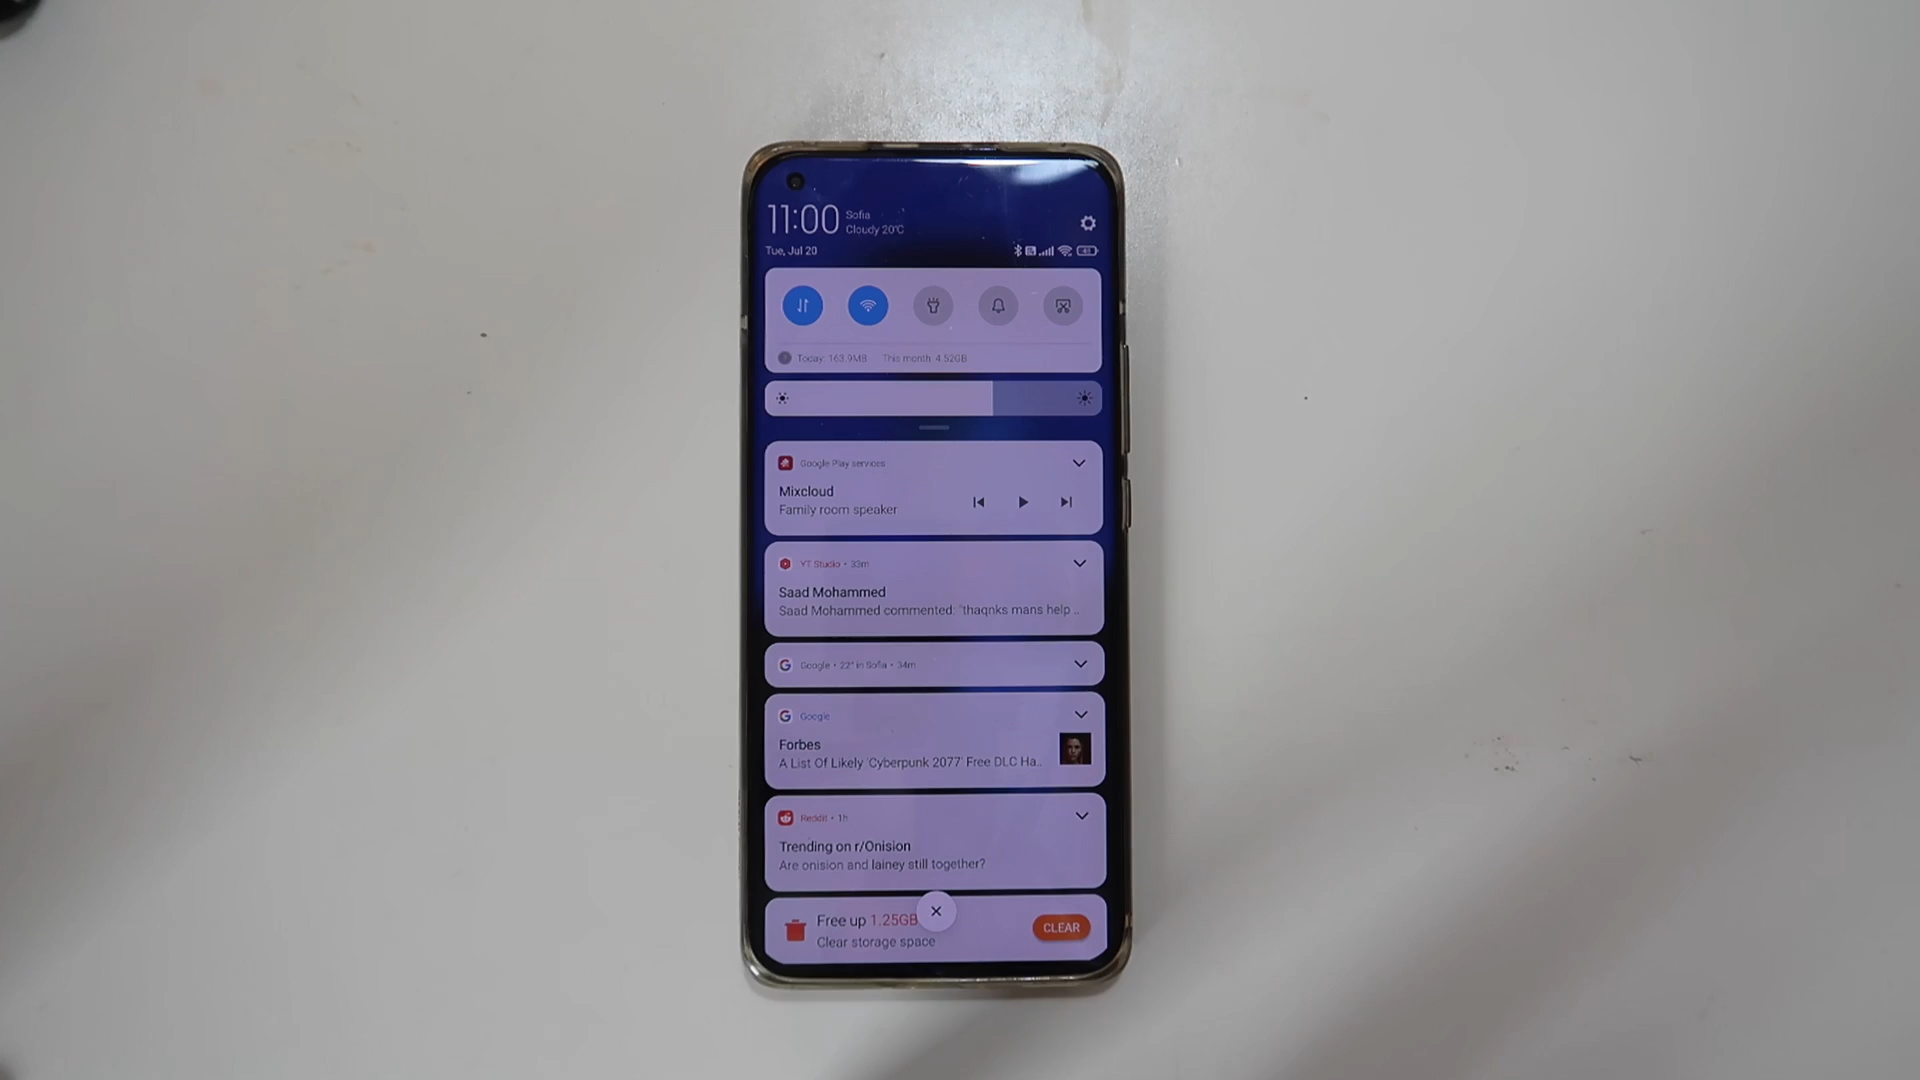 11:00
Sofia
Cloudy 20°C
Tue, Jul 20
Today: 163.9MB This month: 4.52GB
Google Play services
Mixcloud
Family room speaker
YT Studio • 33m
Saad Mohammed
Saad Mohammed commented: "thaqnks mans help ..
Google • 22° in Sofia • 34m
Google
Forbes
A List Of Likely 'Cyberpunk 2077' Free DLC Ha..
Reddit • 1h
Trending on r/Onision
Are onision and lainey still together?
Free up 1.25GB
Clear storage space
CLEAR